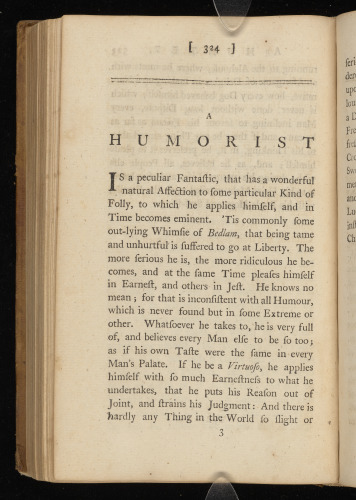 [ 324 ]
A
HUMORIST
IS a peculiar Fantaſtic, that has a wonderful
natural Affection to ſome particular Kind of
Folly, to which he applies himſelf, and in
Time becomes eminent. 'Tis commonly ſome
out-lying Whimſie of Bedlam, that being tame
and unhurtful is ſuffered to go at Liberty. The
more ſerious he is, the more ridiculous he be-
comes, and at the ſame Time pleaſes himſelf
in Earneſt, and others in Jeſt. He knows no
mean ; for that is inconſiſtent with all Humour,
which is never found but in ſome Extreme or
other. Whatſoever he takes to, he is very full
of, and believes every Man elſe to be ſo too ;
as if his own Taſte were the ſame in every
Man's Palate. If he be a Virtuoſo, he applies
himſelf with ſo much Earneſtneſs to what he
undertakes, that he puts his Reaſon out of
Joint, and ſtrains his Judgment : And there is
hardly any Thing in the World ſo ſlight or
3